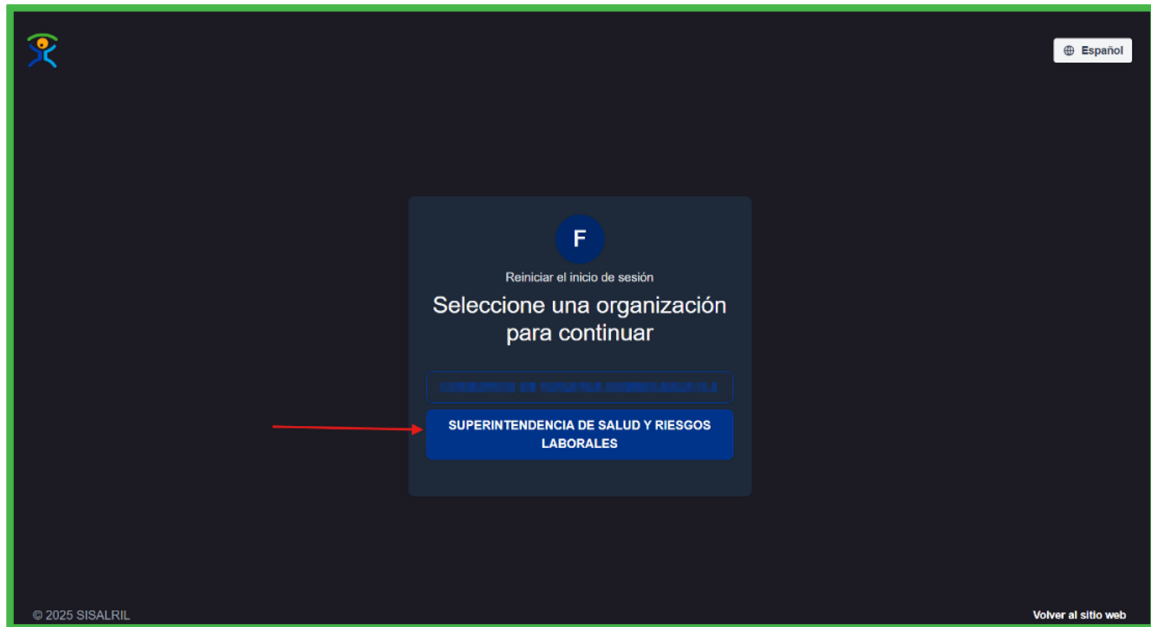 Español
F
Reiniciar el inicio de sesión
Seleccione una organización
para continuar
SUPERINTENDENCIA DE SALUD Y RIESGOS
LABORALES
© 2025 SISALRIL
Volver al sitio web